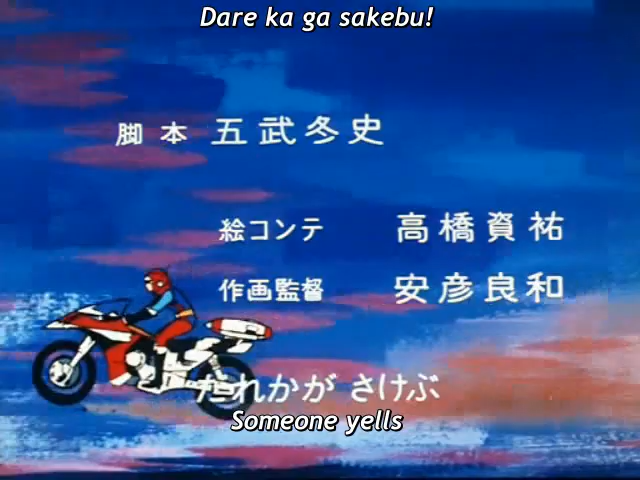 Dare ka ga sakebu!
脚本 五武冬史
絵コンテ 高橋資祐
作画監督 安彦良和
だれかが さけぶ
Someone yells